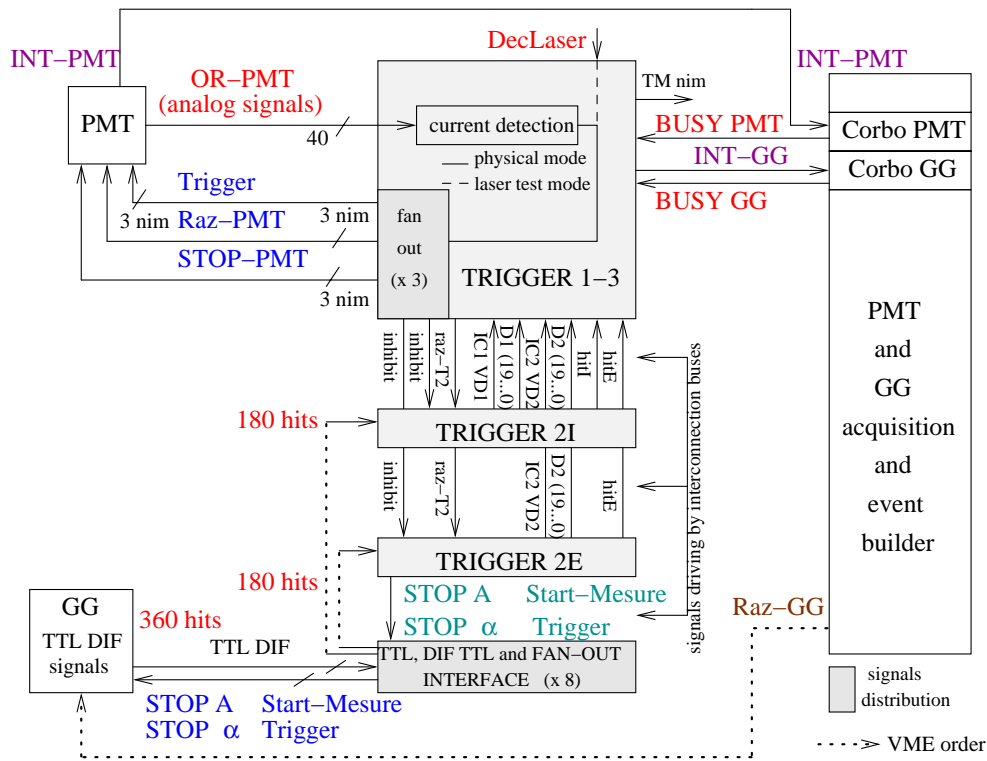 DecLaser
INT−PMT
INT−PMT
OR−PMT
(analog signals)
TM nim
PMT
40
current detection
BUSY PMT
Corbo PMT
physical mode
laser test mode
INT−GG
Corbo GG
BUSY GG
Trigger
3 nim
Raz−PMT
3 nim
STOP−PMT
3 nim
fan
out
(x 3)
TRIGGER 1−3
PMT
and
GG
acquisition
and
event
builder
inhibit
inhibit
raz−T2
IC1 VD1
D1 (19...0)
IC2 VD2
D2 (19...0)
hitI
hitE
signals driving by interconnection buses
180 hits
TRIGGER 2I
inhibit
raz−T2
IC2 VD2
D2 (19...0)
hitE
TRIGGER 2E
180 hits
STOP A Start−Mesure
STOP α Trigger
GG
TTL DIF
signals
360 hits
TTL DIF
TTL, DIF TTL and FAN−OUT
INTERFACE (x 8)
STOP A Start−Mesure
STOP α Trigger
Raz−GG
signals
distribution
VME order